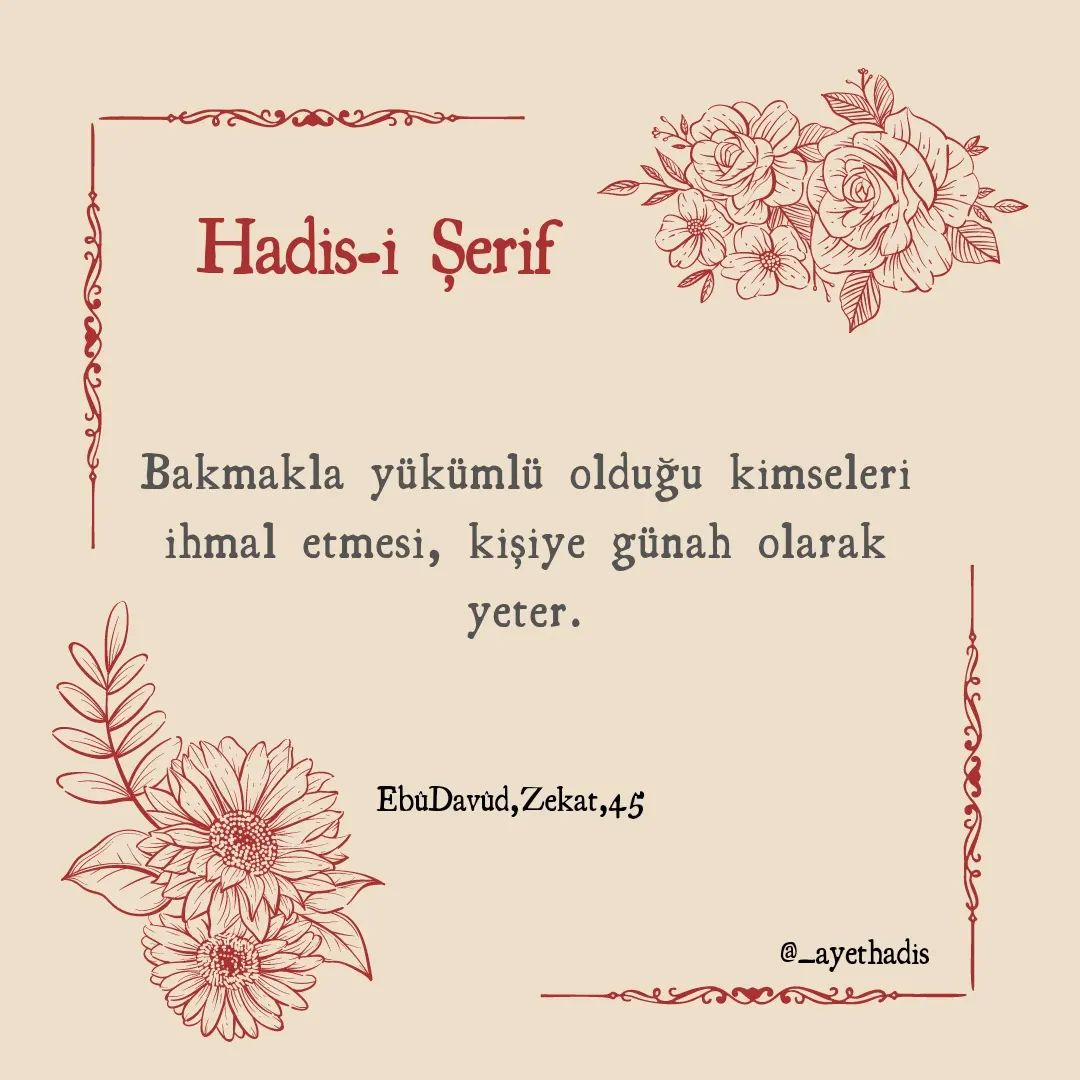 Hadis-i Şerif
Bakmakla yükümlü olduğu kimseleri
ihmal etmesi, kişiye günah olarak
yeter.
EbûDavûd,Zekat,45
@_ayethadis